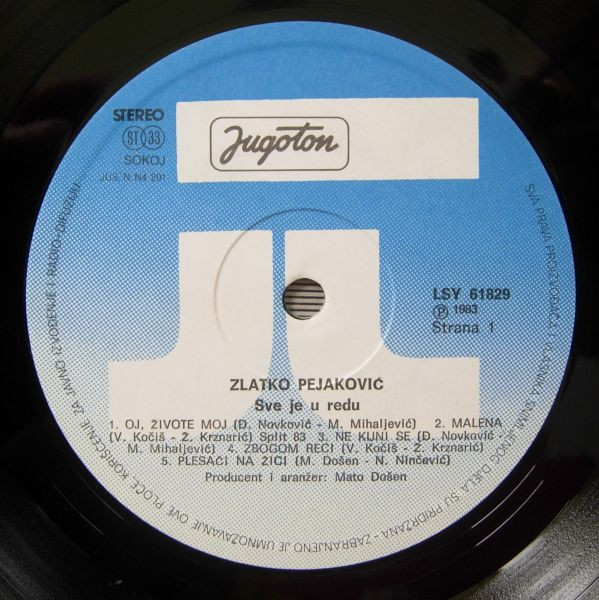 STEREO
ST 33
SOKOJ
JUS. N. N4 201
Jugoton
LSY 61829
Ⓟ 1983
Strana 1
ZLATKO PEJAKOVIĆ
Sve je u redu
1. OJ, ŽIVOTE MOJ (D. Novković - M. Mihaljević) 2. MALENA
(V. Kočiš - Ž. Krznarić) Split 83 3. NE KUNI SE (D. Novković -
M. Mihaljević) 4. ZBOGOM RECI (V. Kočiš - Ž. Krznarić)
5. PLESAČI NA ŽICI (M. Došen - N. Ninčević)
Producent i aranžer: Mato Došen
SVA PRAVA PROIZVOĐAČA I VLASNIKA SNIMLJENOG DJELA SU PRIDRŽANA - ZABRANJENO JE UMNOŽAVANJE OVE PLOČE, KORIŠĆENJE ZA JAVNO IZVOĐENJE I RADIO-DIFUZIJU